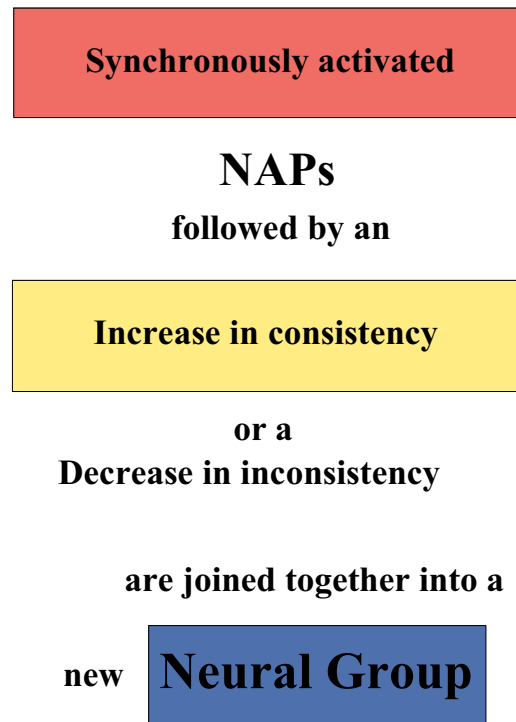 Synchronously activated
NAPs
followed by an
Increase in consistency
or a
Decrease in inconsistency
are joined together into a
new Neural Group